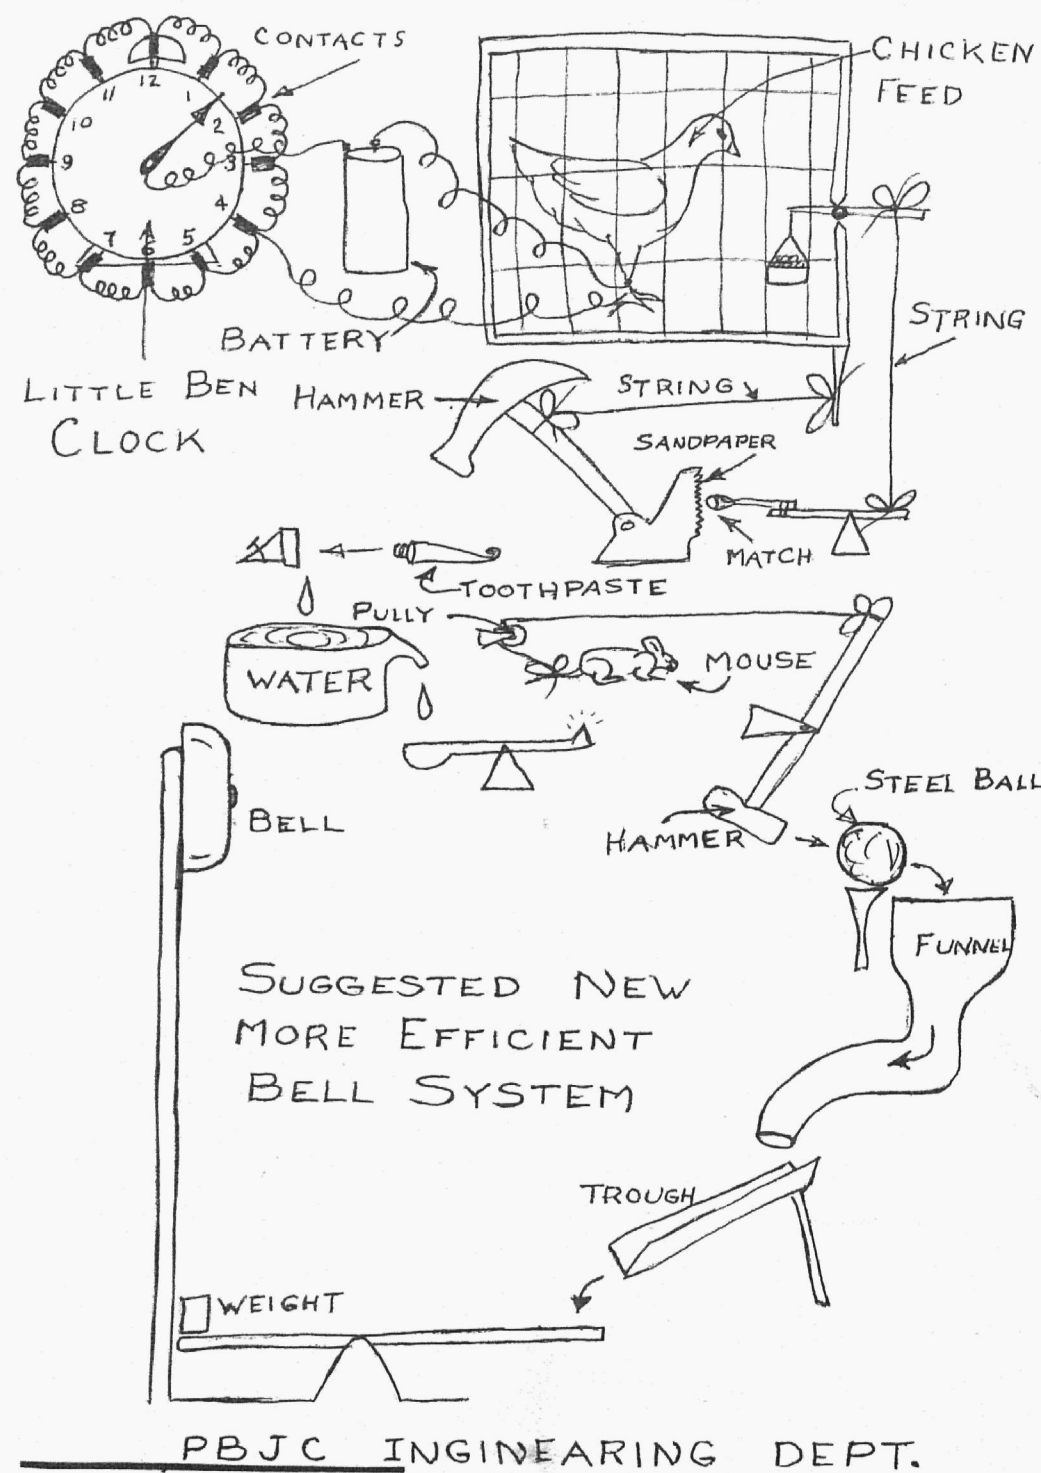 CONTACTS
12
1
2
3
4
5
6
7
8
9
10
11
CHICKEN
FEED
BATTERY
STRING
LITTLE BEN
CLOCK
HAMMER
STRING
SANDPAPER
MATCH
TOOTHPASTE
PULLY
WATER
MOUSE
BELL
STEEL BALL
HAMMER
FUNNEL
SUGGESTED NEW
MORE EFFICIENT
BELL SYSTEM
TROUGH
WEIGHT
PBJC INGINEARING DEPT.